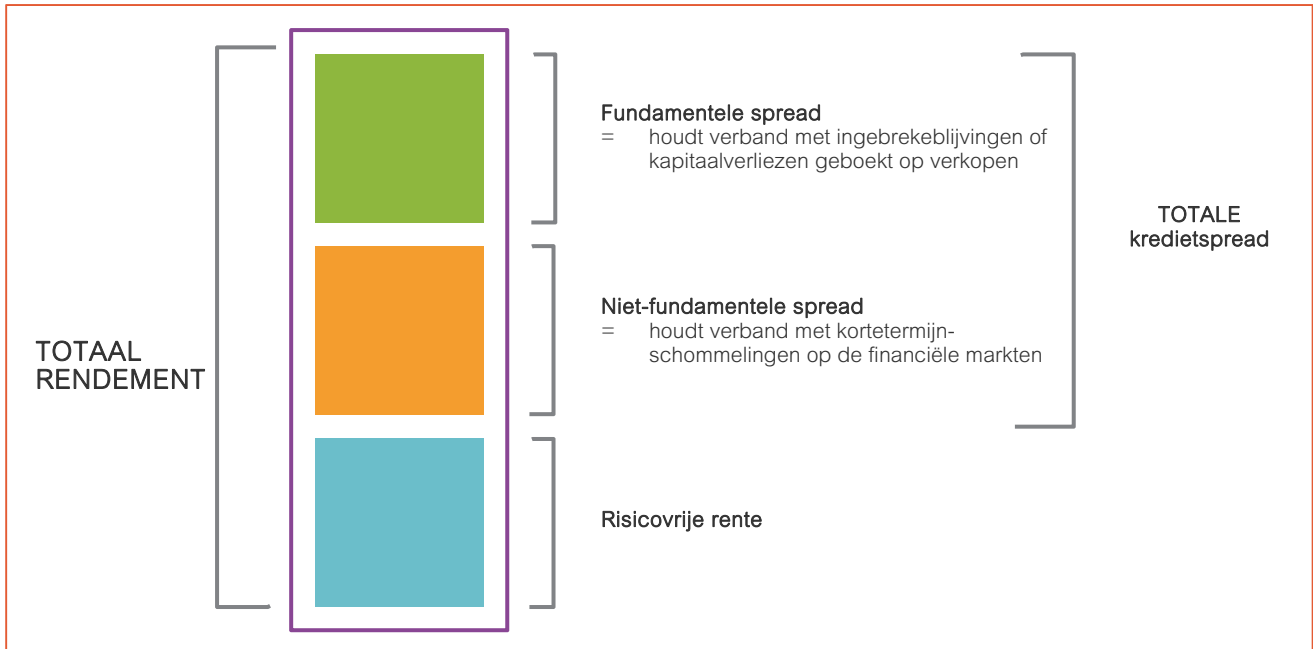 Fundamentele spread
= houdt verband met ingebrekeblijvingen of
kapitaalverliezen geboekt op verkopen
TOTALE
kredietspread
Niet-fundamentele spread
= houdt verband met kortetermijn-
schommelingen op de financiële markten
TOTAAL
RENDEMENT
Risicovrije rente